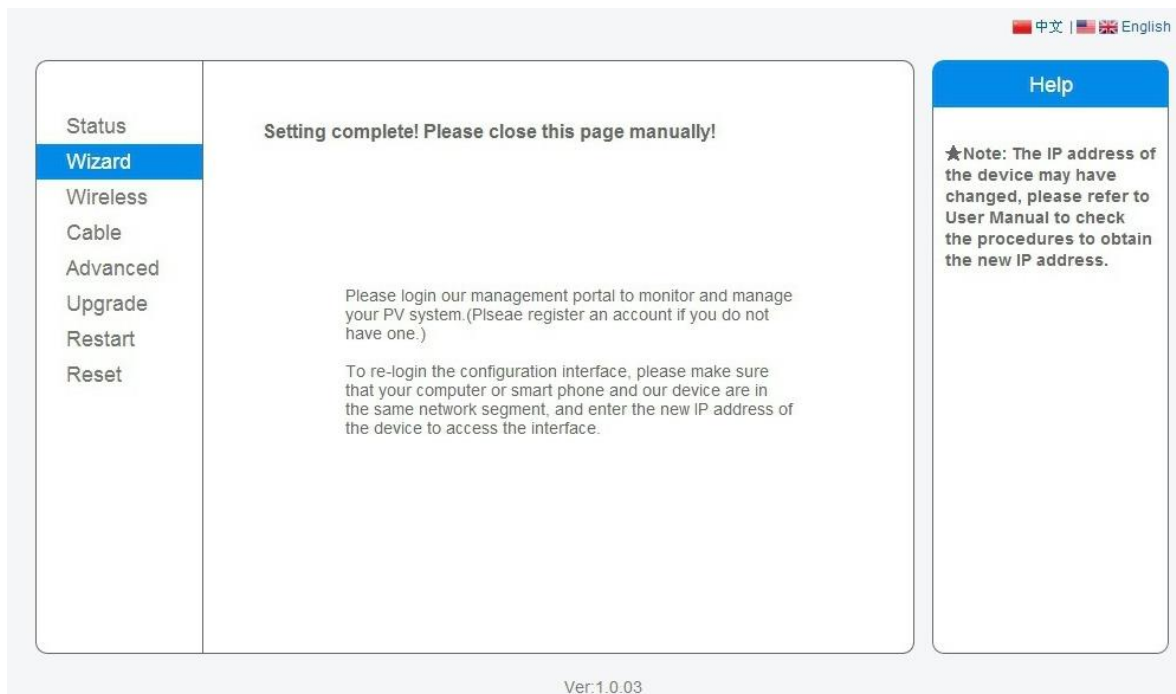 中文 | English
Status
Wizard
Wireless
Cable
Advanced
Upgrade
Restart
Reset
Setting complete! Please close this page manually!
Please login our management portal to monitor and manage
your PV system.(Plseae register an account if you do not
have one.)
To re-login the configuration interface, please make sure
that your computer or smart phone and our device are in
the same network segment, and enter the new IP address of
the device to access the interface.
Help
★Note: The IP address of
the device may have
changed, please refer to
User Manual to check
the procedures to obtain
the new IP address.
Ver:1.0.03